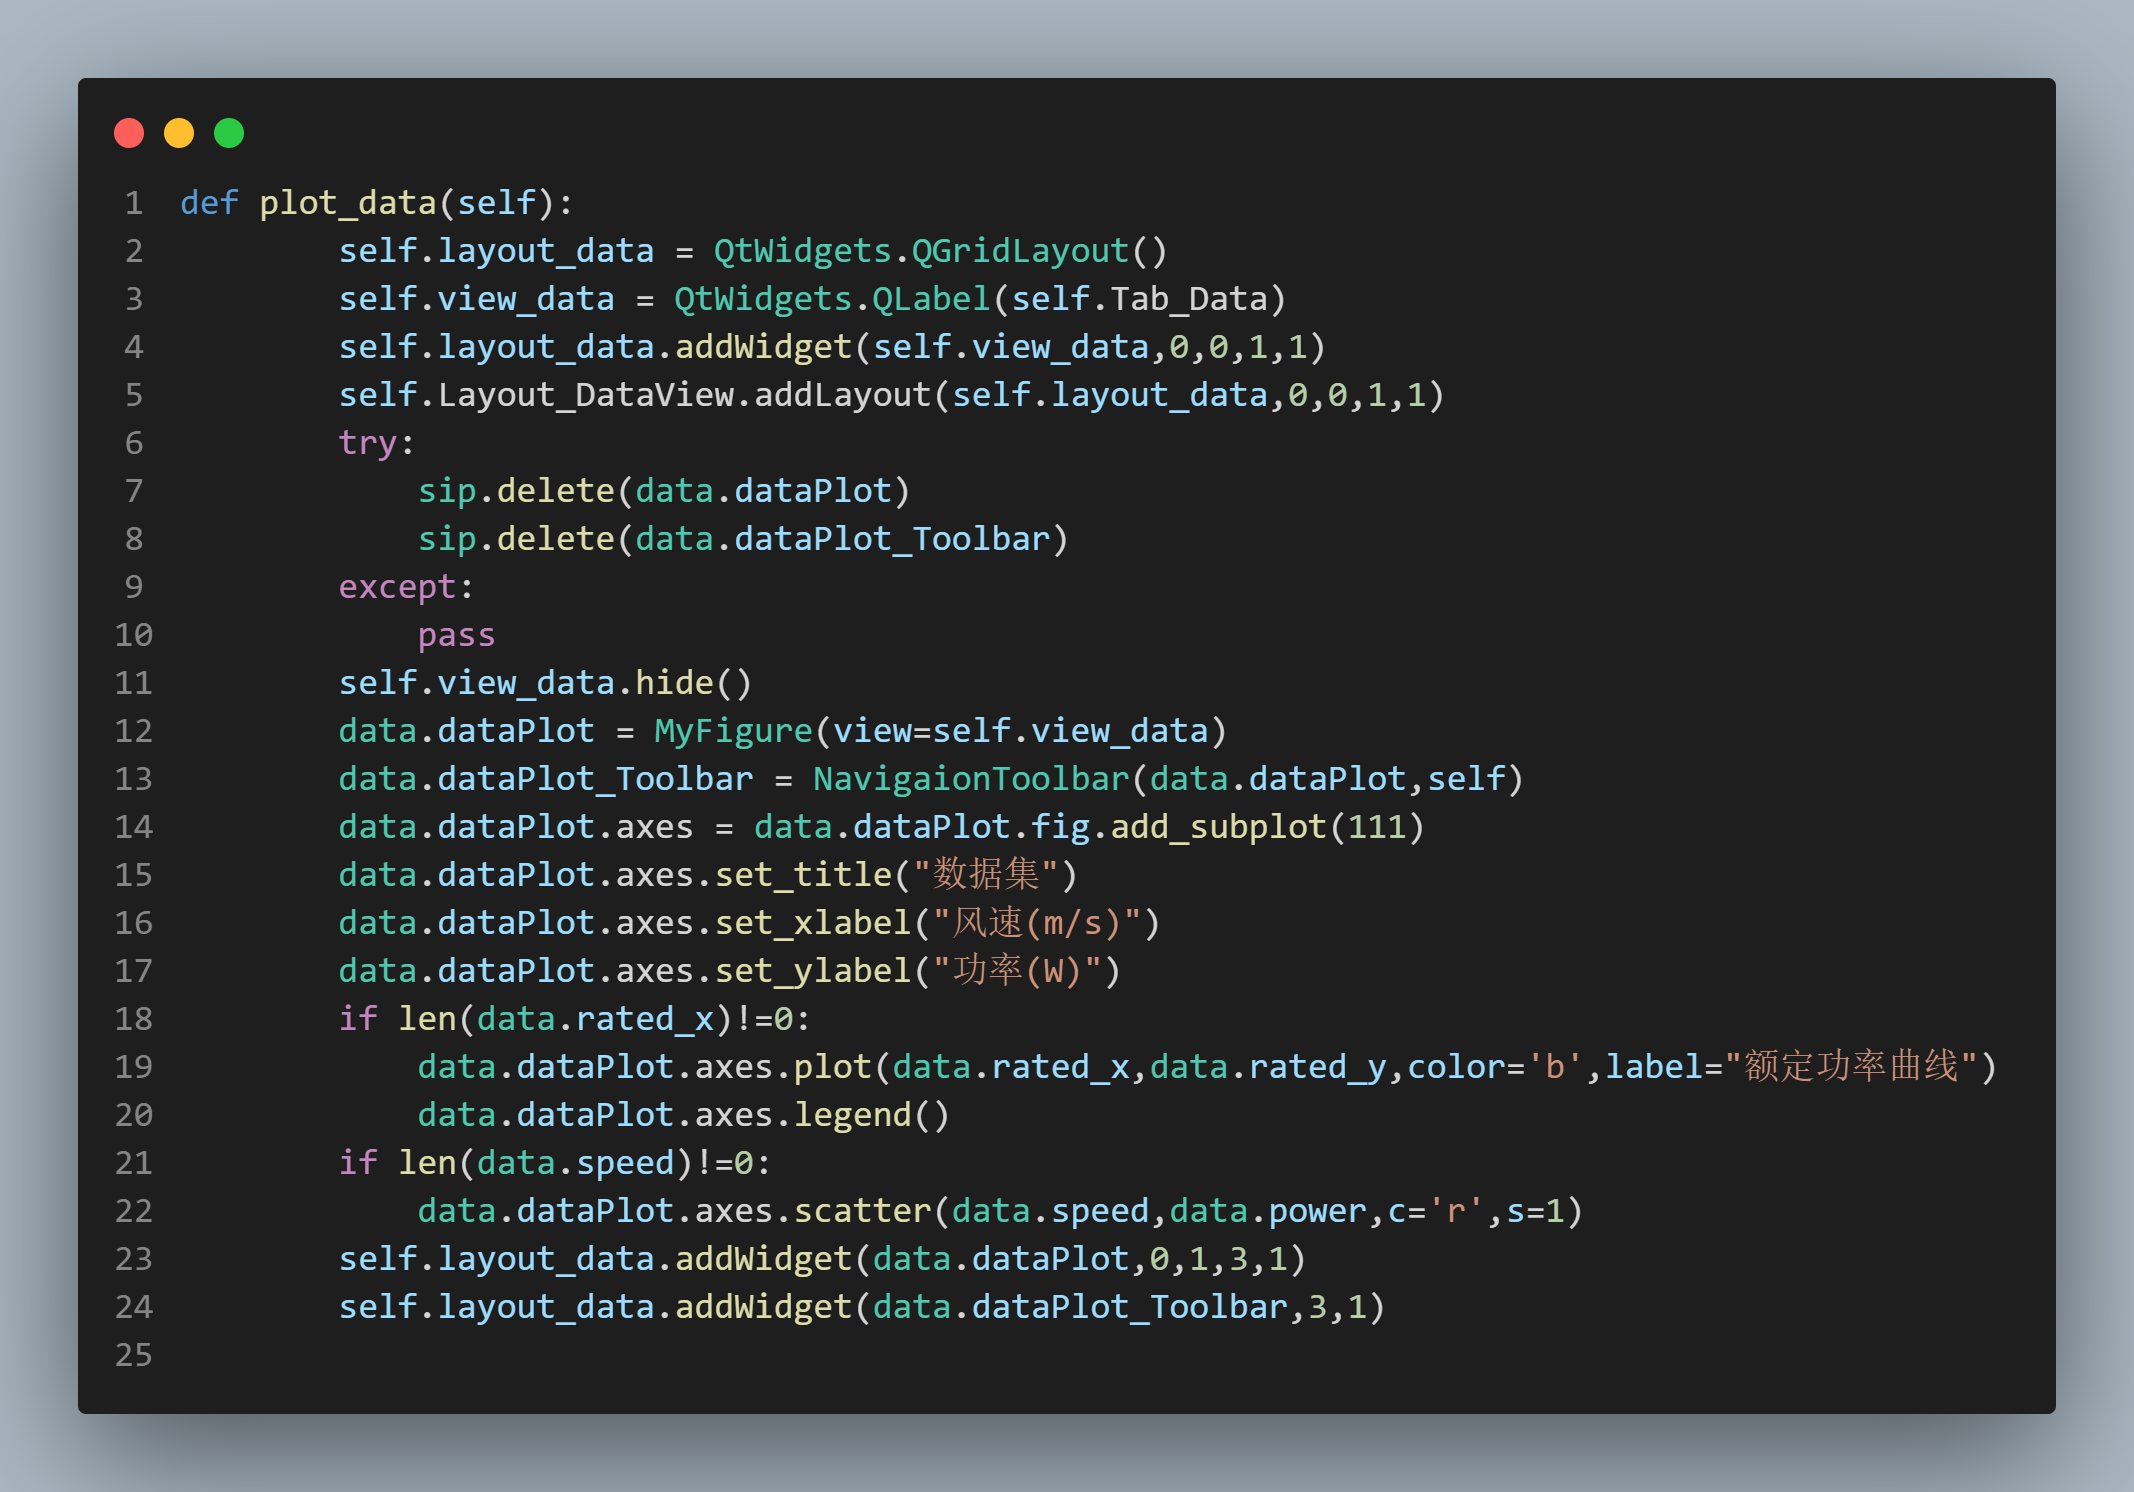 1 def plot_data(self):
2 self.layout_data = QtWidgets.QGridLayout()
3 self.view_data = QtWidgets.QLabel(self.Tab_Data)
4 self.layout_data.addWidget(self.view_data,0,0,1,1)
5 self.Layout_DataView.addLayout(self.layout_data,0,0,1,1)
6 try:
7 sip.delete(data.dataPlot)
8 sip.delete(data.dataPlot_Toolbar)
9 except:
10 pass
11 self.view_data.hide()
12 data.dataPlot = MyFigure(view=self.view_data)
13 data.dataPlot_Toolbar = NavigaionToolbar(data.dataPlot,self)
14 data.dataPlot.axes = data.dataPlot.fig.add_subplot(111)
15 data.dataPlot.axes.set_title("数据集")
16 data.dataPlot.axes.set_xlabel("风速(m/s)")
17 data.dataPlot.axes.set_ylabel("功率(W)")
18 if len(data.rated_x)!=0:
19 data.dataPlot.axes.plot(data.rated_x,data.rated_y,color='b',label="额定功率曲线")
20 data.dataPlot.axes.legend()
21 if len(data.speed)!=0:
22 data.dataPlot.axes.scatter(data.speed,data.power,c='r',s=1)
23 self.layout_data.addWidget(data.dataPlot,0,1,3,1)
24 self.layout_data.addWidget(data.dataPlot_Toolbar,3,1)
25